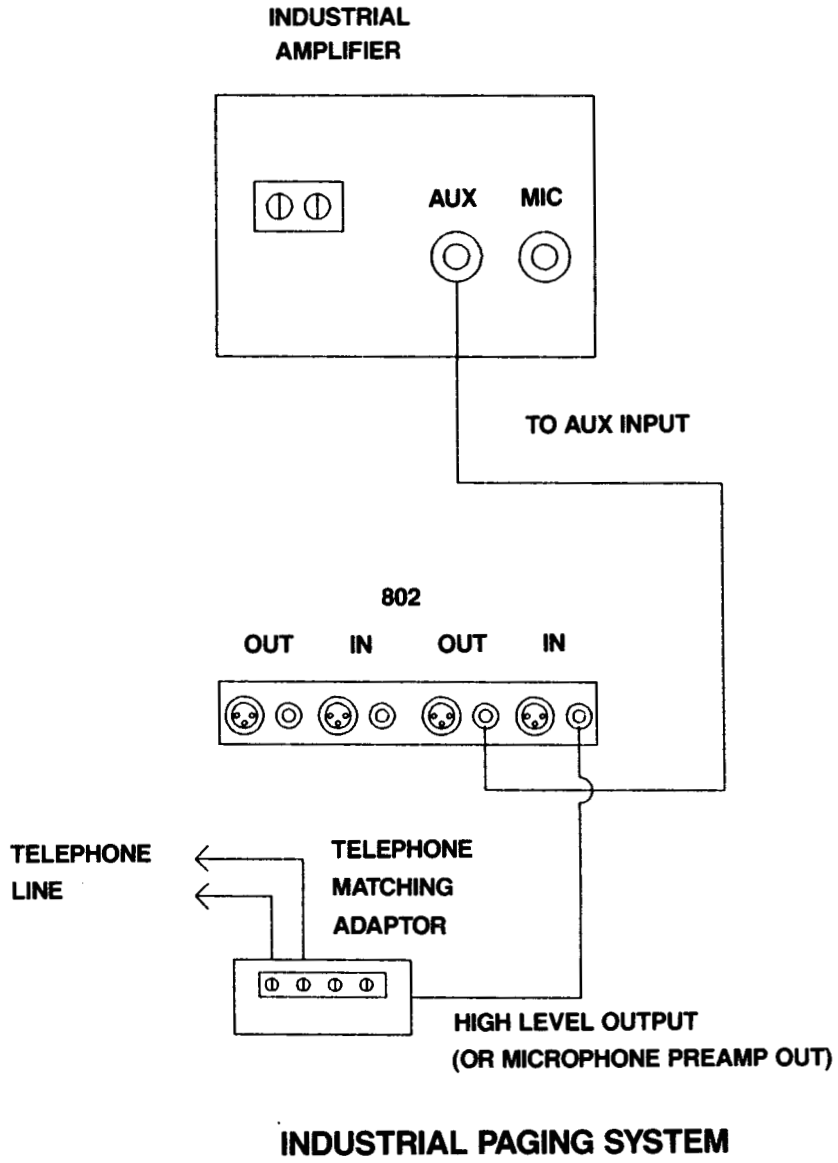 INDUSTRIAL
AMPLIFIER
AUX MIC
TO AUX INPUT
802
OUT IN OUT IN
TELEPHONE
LINE
TELEPHONE
MATCHING
ADAPTOR
HIGH LEVEL OUTPUT
(OR MICROPHONE PREAMP OUT)
INDUSTRIAL PAGING SYSTEM